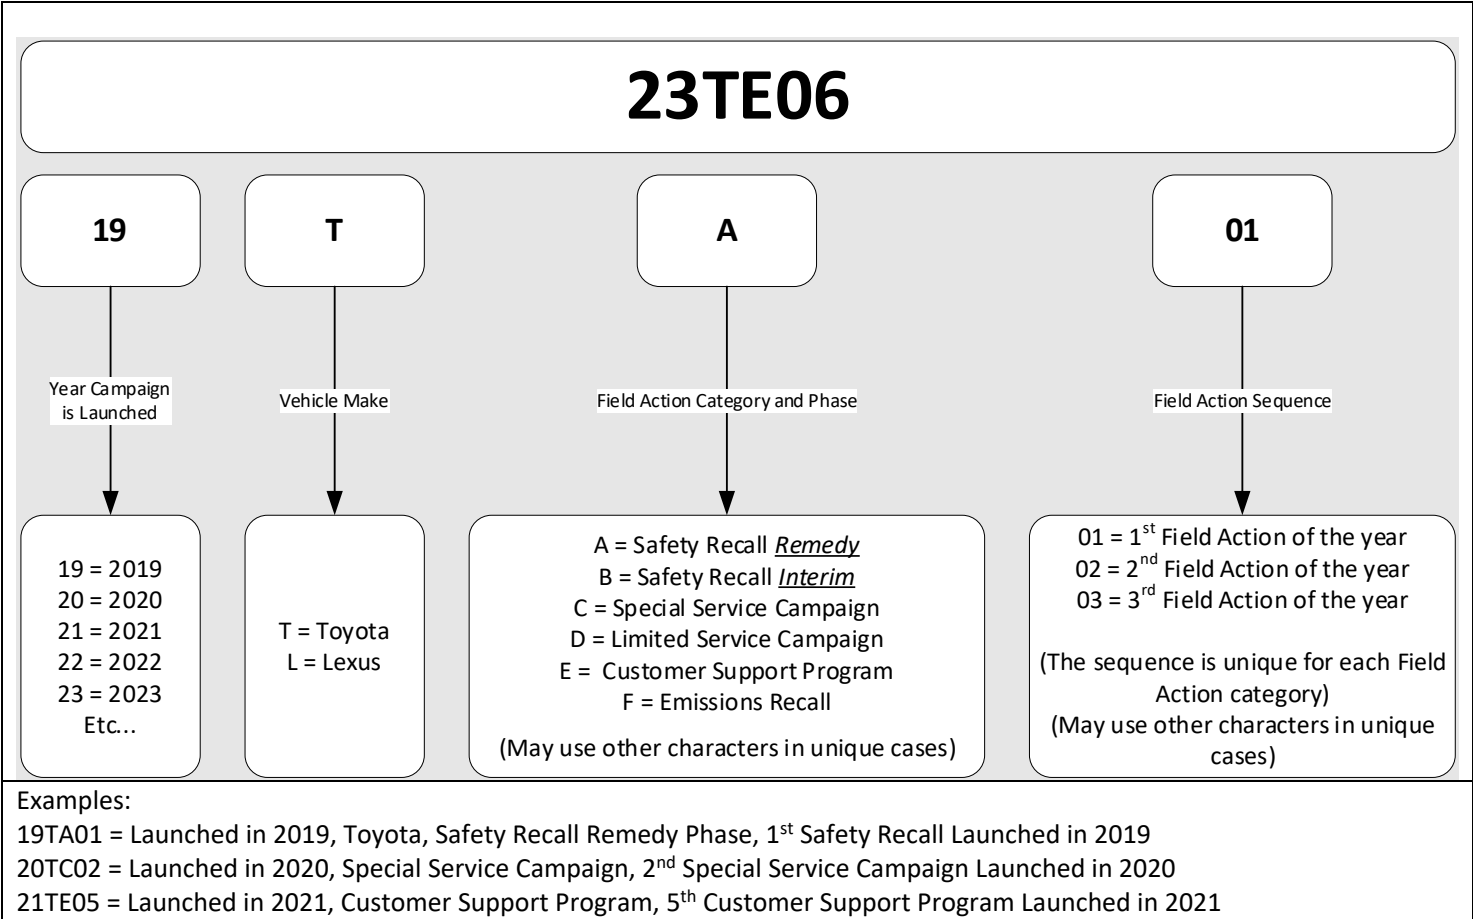 23TE06
19
T
A
01
Year Campaign
is Launched
Vehicle Make
Field Action Category and Phase
Field Action Sequence
19 = 2019
20 = 2020
21 = 2021
22 = 2022
23 = 2023
Etc...
T = Toyota
L = Lexus
A = Safety Recall Remedy
B = Safety Recall Interim
C = Special Service Campaign
D = Limited Service Campaign
E = Customer Support Program
F = Emissions Recall
(May use other characters in unique cases)
01 = 1st Field Action of the year
02 = 2nd Field Action of the year
03 = 3rd Field Action of the year
(The sequence is unique for each Field
Action category)
(May use other characters in unique
cases)
Examples:
19TA01 = Launched in 2019, Toyota, Safety Recall Remedy Phase, 1st Safety Recall Launched in 2019
20TC02 = Launched in 2020, Special Service Campaign, 2nd Special Service Campaign Launched in 2020
21TE05 = Launched in 2021, Customer Support Program, 5th Customer Support Program Launched in 2021